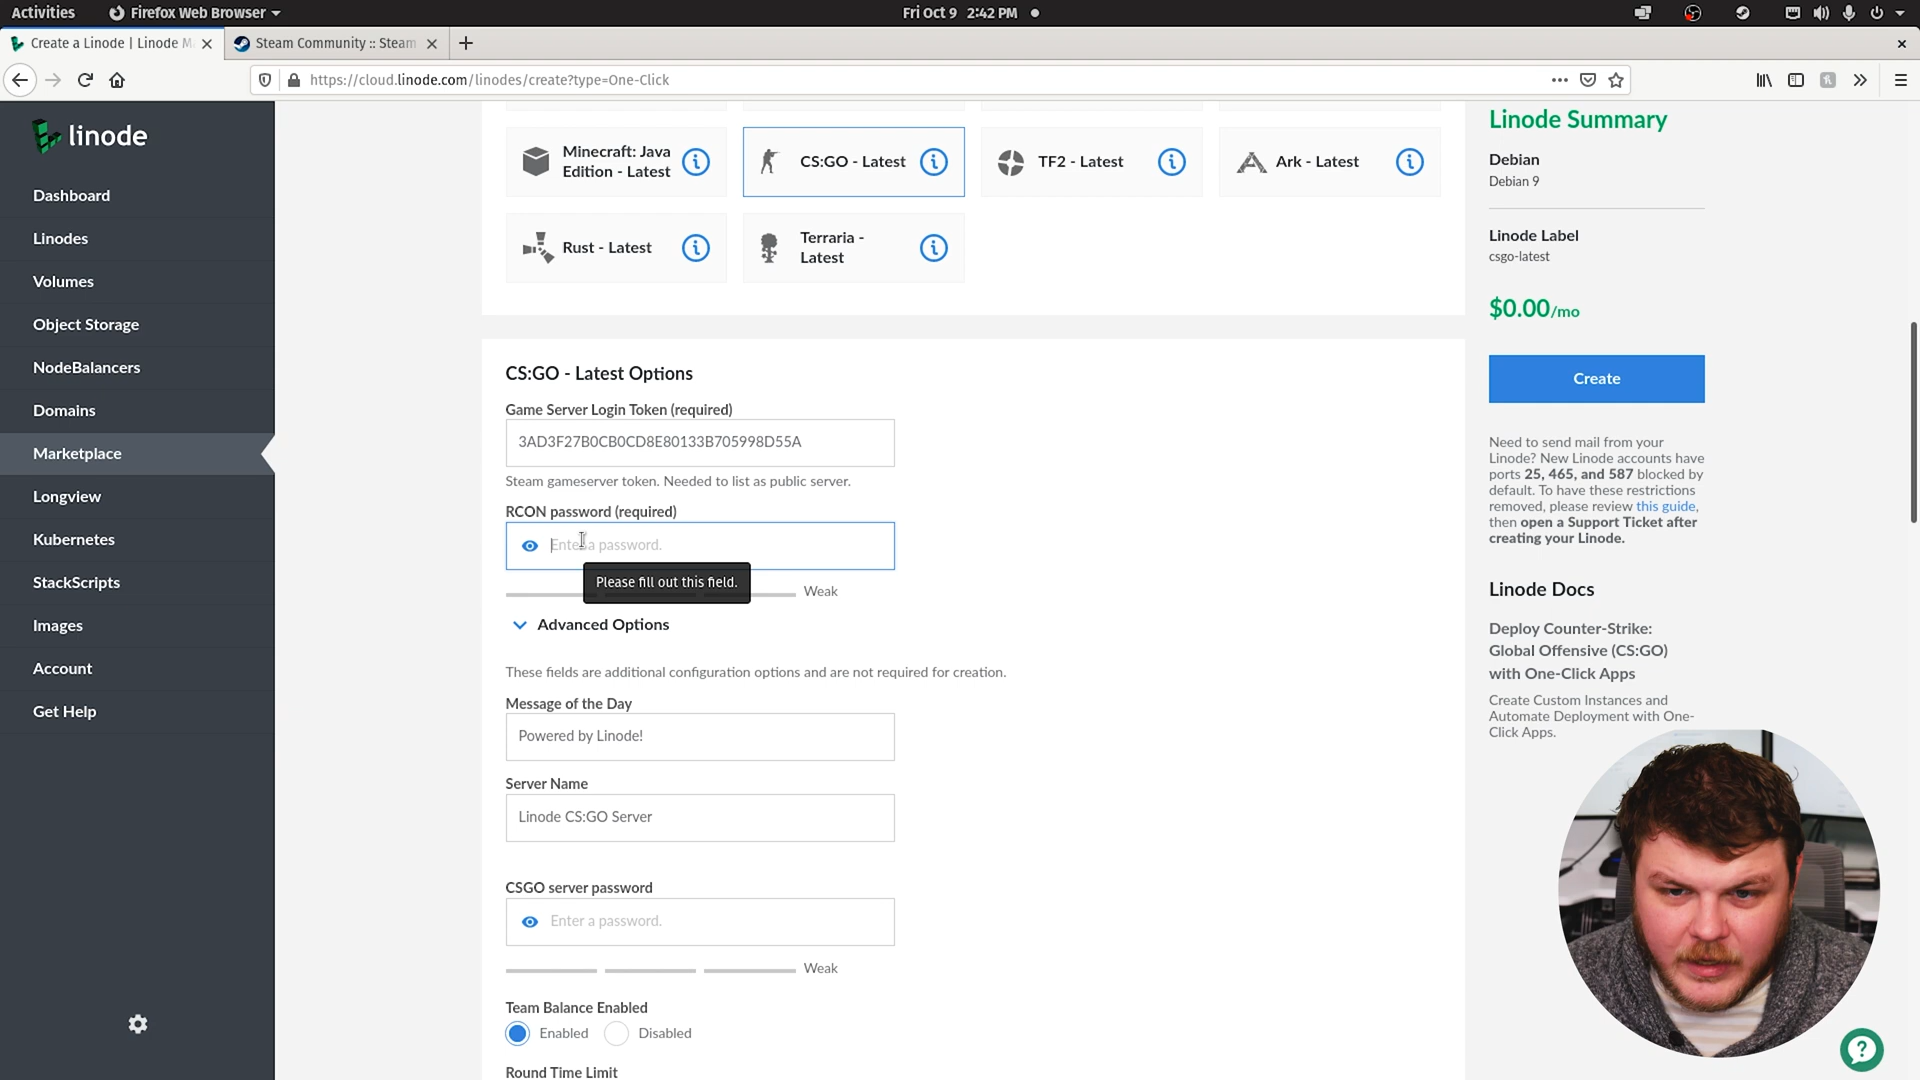 Activities
Firefox Web Browser
Fri Oct 9 2:42 PM
Create a Linode | Linode M
Steam Community :: Steam
https://cloud.linode.com/linodes/create?type=One-Click
linode
Dashboard
Linodes
Volumes
Object Storage
NodeBalancers
Domains
Marketplace
Longview
Kubernetes
StackScripts
Images
Account
Get Help
Minecraft: Java
Edition - Latest
CS:GO - Latest
TF2 - Latest
Ark - Latest
Rust - Latest
Terraria -
Latest
CS:GO - Latest Options
Game Server Login Token (required)
3AD3F27B0CB0CD8E80133B705998D55A
Steam gameserver token. Needed to list as public server.
RCON password (required)
Enter a password.
Please fill out this field.
Weak
Advanced Options
These fields are additional configuration options and are not required for creation.
Message of the Day
Powered by Linode!
Server Name
Linode CS:GO Server
CSGO server password
Enter a password.
Weak
Team Balance Enabled
Enabled
Disabled
Round Time Limit
Linode Summary
Debian
Debian 9
Linode Label
csgo-latest
$0.00/mo
Create
Need to send mail from your
Linode? New Linode accounts have
ports 25, 465, and 587 blocked by
default. To have these restrictions
removed, please review this guide,
then open a Support Ticket after
creating your Linode.
Linode Docs
Deploy Counter-Strike:
Global Offensive (CS:GO)
with One-Click Apps
Create Custom Instances and
Automate Deployment with One-
Click Apps.